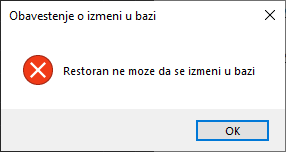 Obavestenje o izmeni u bazi
Restoran ne moze da se izmeni u bazi
OK